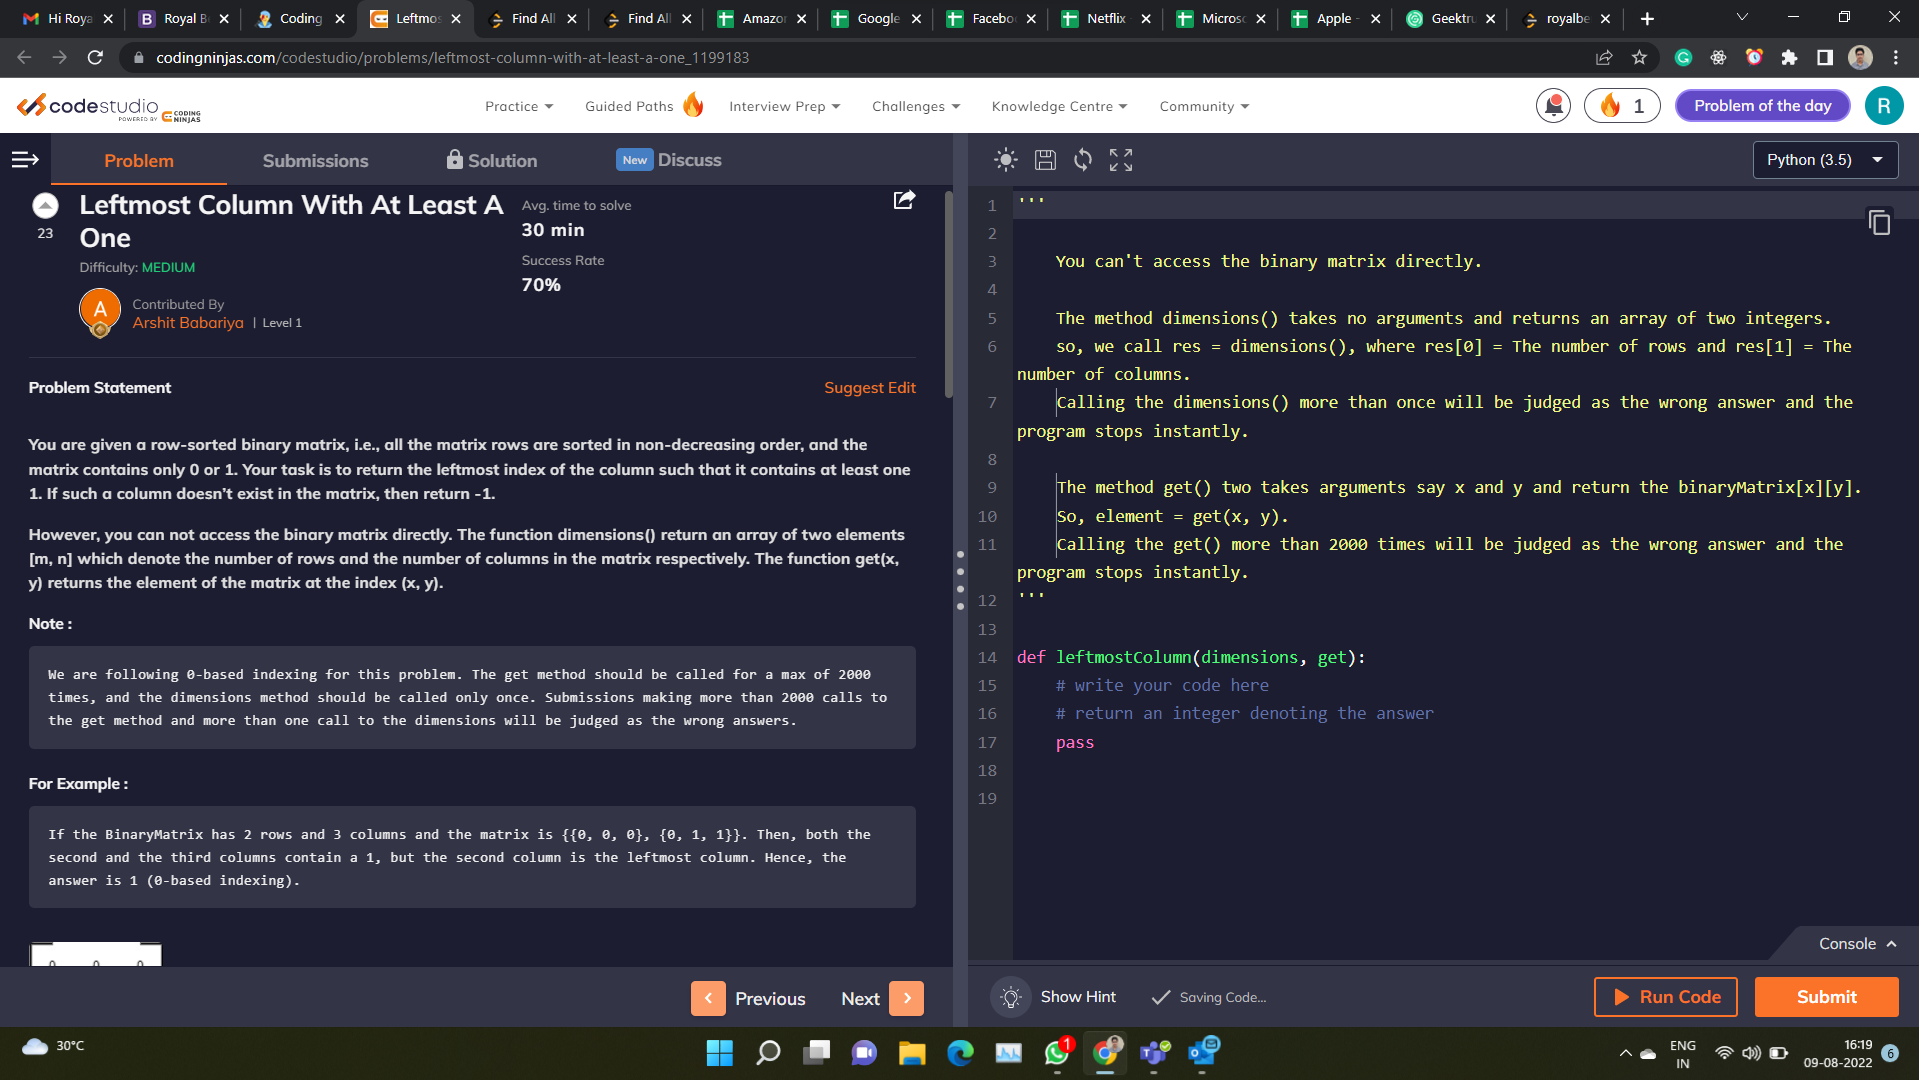 Hi Roya
Royal B
Coding
Leftmos
Find All
Find All
Amazor
Google
Facebo
Netflix
Microso
Apple -
Geektru
royalbe
codingninjas.com/codestudio/problems/leftmost-column-with-at-least-a-one_1199183
codestudio
POWERED BY CODING NINJAS
Practice
Guided Paths
Interview Prep
Challenges
Knowledge Centre
Community
1
Problem of the day
R
Problem
Submissions
Solution
New Discuss
Python (3.5)
23
Leftmost Column With At Least A
One
Difficulty: MEDIUM
Avg. time to solve
30 min
Success Rate
70%
A
Contributed By
Arshit Babariya | Level 1
Problem Statement
Suggest Edit
You are given a row-sorted binary matrix, i.e., all the matrix rows are sorted in non-decreasing order, and the
matrix contains only 0 or 1. Your task is to return the leftmost index of the column such that it contains at least one
1. If such a column doesn't exist in the matrix, then return -1.
However, you can not access the binary matrix directly. The function dimensions() return an array of two elements
[m, n] which denote the number of rows and the number of columns in the matrix respectively. The function get(x,
y) returns the element of the matrix at the index (x, y).
Note :
We are following 0-based indexing for this problem. The get method should be called for a max of 2000
times, and the dimensions method should be called only once. Submissions making more than 2000 calls to
the get method and more than one call to the dimensions will be judged as the wrong answers.
For Example :
If the BinaryMatrix has 2 rows and 3 columns and the matrix is {{0, 0, 0}, {0, 1, 1}}. Then, both the
second and the third columns contain a 1, but the second column is the leftmost column. Hence, the
answer is 1 (0-based indexing).
Previous
Next
1 '''
2
3 You can't access the binary matrix directly.
4
5 The method dimensions() takes no arguments and returns an array of two integers.
6 so, we call res = dimensions(), where res[0] = The number of rows and res[1] = The
number of columns.
7 Calling the dimensions() more than once will be judged as the wrong answer and the
program stops instantly.
8
9 The method get() two takes arguments say x and y and return the binaryMatrix[x][y].
10 So, element = get(x, y).
11 Calling the get() more than 2000 times will be judged as the wrong answer and the
program stops instantly.
12 '''
13
14 def leftmostColumn(dimensions, get):
15 # write your code here
16 # return an integer denoting the answer
17 pass
18
19
Console
Show Hint
Saving Code...
Run Code
Submit
30°C
1
ENG
IN
16:19
09-08-2022
6